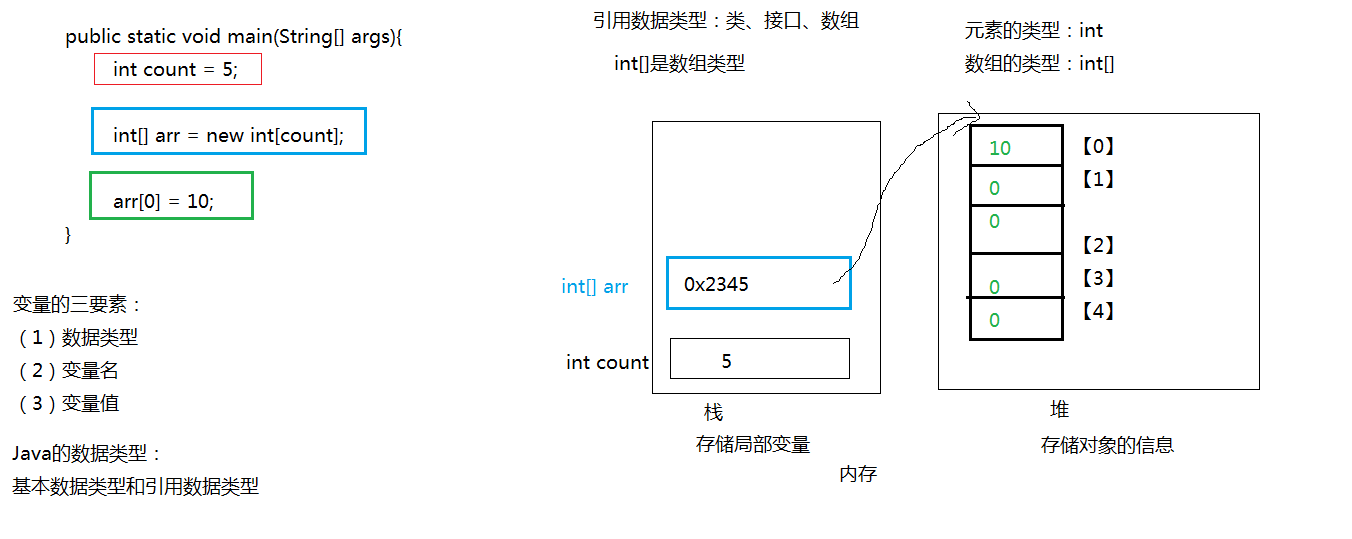 public static void main(String[] args){
int count = 5;
int[] arr = new int[count];
arr[0] = 10;
}
变量的三要素：
（1）数据类型
（2）变量名
（3）变量值
Java的数据类型：
基本数据类型和引用数据类型
引用数据类型：类、接口、数组
int[]是数组类型
int[] arr
0x2345
int count
5
栈
存储局部变量
内存
元素的类型：int
数组的类型：int[]
10 【0】
0 【1】
0
【2】
0 【3】
0 【4】
堆
存储对象的信息